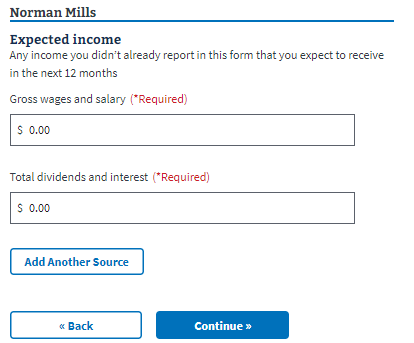 Norman Mills
Expected income
Any income you didn't already report in this form that you expect to receive
in the next 12 months
Gross wages and salary (*Required)
$ 0.00
Total dividends and interest (*Required)
$ 0.00
Add Another Source
« Back
Continue »